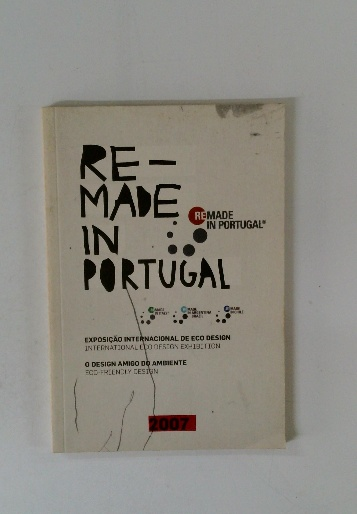 RE-
MADE
IN
PORTUGAL
REMADE
IN PORTUGAL®
EXPOSIÇÃO INTERNACIONAL DE ECO DESIGN
INTERNATIONAL ECO DESIGN EXHIBITION
O DESIGN AMIGO DO AMBIENTE
ECO-FRIENDLY DESIGN
2007